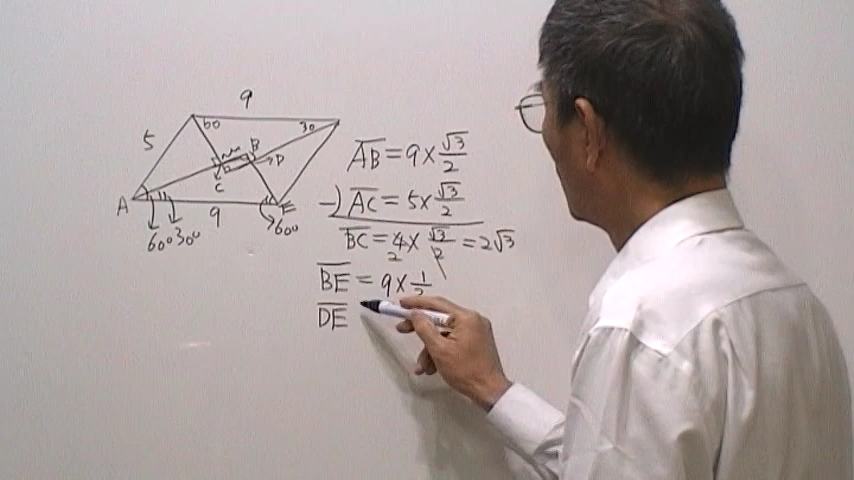 9
60
30
5
B
D
C
A
9
E
60° 30°
60°
AB = 9 × √3/2
-) AC = 5 × √3/2
BC = 4 × √3/2 = 2√3
2
BE = 9 × 1/2
DE